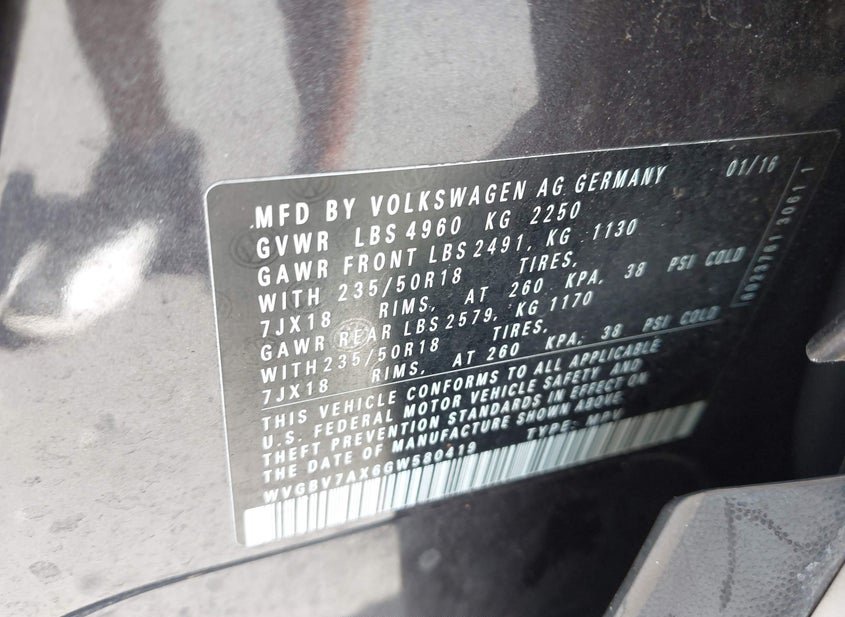 MFD BY VOLKSWAGEN AG GERMANY 01/16
GVWR LBS 4960 KG 2250
GAWR FRONT LBS 2491, KG 1130
WITH 235/50R18 TIRES,
7JX18 RIMS, AT 260 KPA, 38 PSI COLD
GAWR REAR LBS 2579, KG 1170
WITH 235/50R18 TIRES,
7JX18 RIMS, AT 260 KPA, 38 PSI COLD
THIS VEHICLE CONFORMS TO ALL APPLICABLE
U.S. FEDERAL MOTOR VEHICLE SAFETY AND
THEFT PREVENTION STANDARDS IN EFFECT ON
THE DATE OF MANUFACTURE SHOWN ABOVE.
WVGBV7AX6GW580419 TYPE: MPV